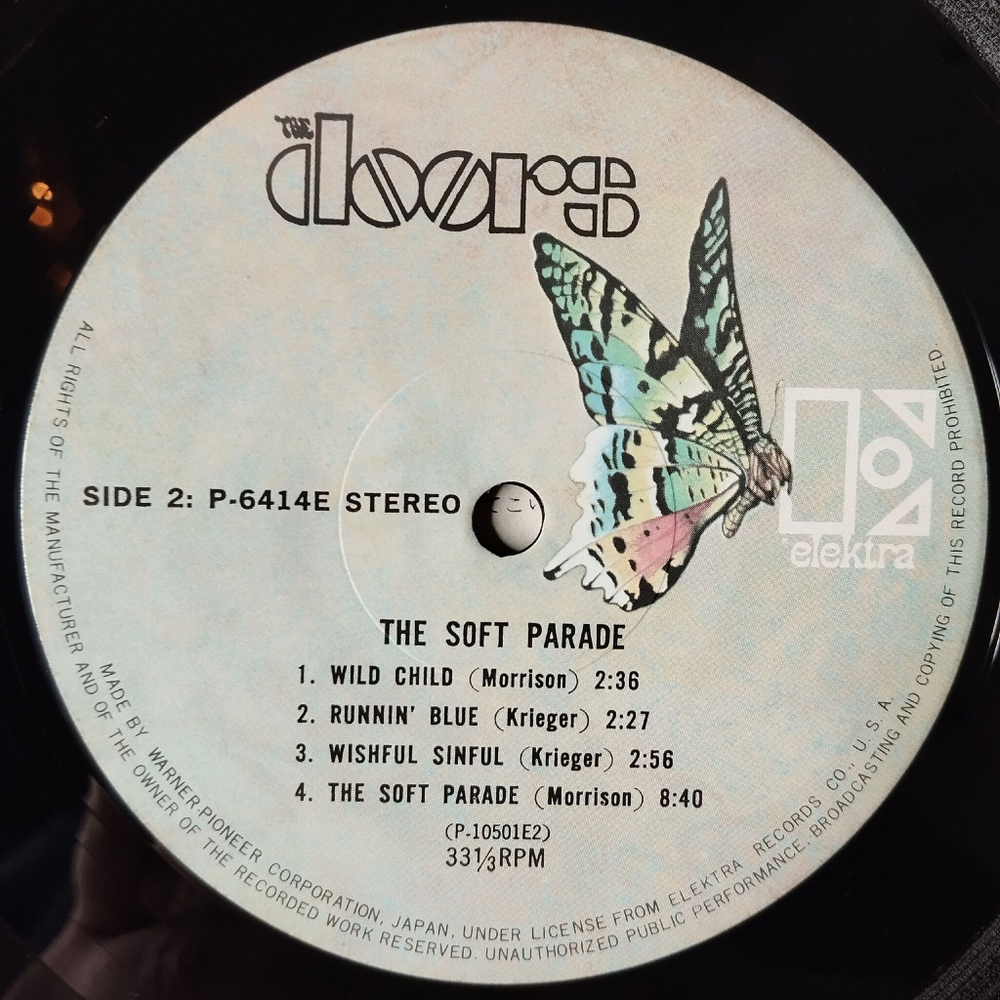 THE
doors
elektra
SIDE 2: P-6414E STEREO
THE SOFT PARADE
1. WILD CHILD (Morrison) 2:36
2. RUNNIN' BLUE (Krieger) 2:27
3. WISHFUL SINFUL (Krieger) 2:56
4. THE SOFT PARADE (Morrison) 8:40
(P-10501E2)
33⅓RPM
MADE BY WARNER-PIONEER CORPORATION, JAPAN, UNDER LICENSE FROM ELEKTRA RECORDS CO., U. S. A.
ALL RIGHTS OF THE MANUFACTURER AND OF THE OWNER OF THE RECORDED WORK RESERVED. UNAUTHORIZED PUBLIC PERFORMANCE, BROADCASTING AND COPYING OF THIS RECORD PROHIBITED.